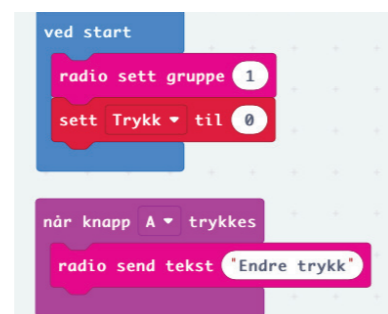 ved start
radio sett gruppe 1
sett Trykk til 0
når knapp A trykkes
radio send tekst "Endre trykk"